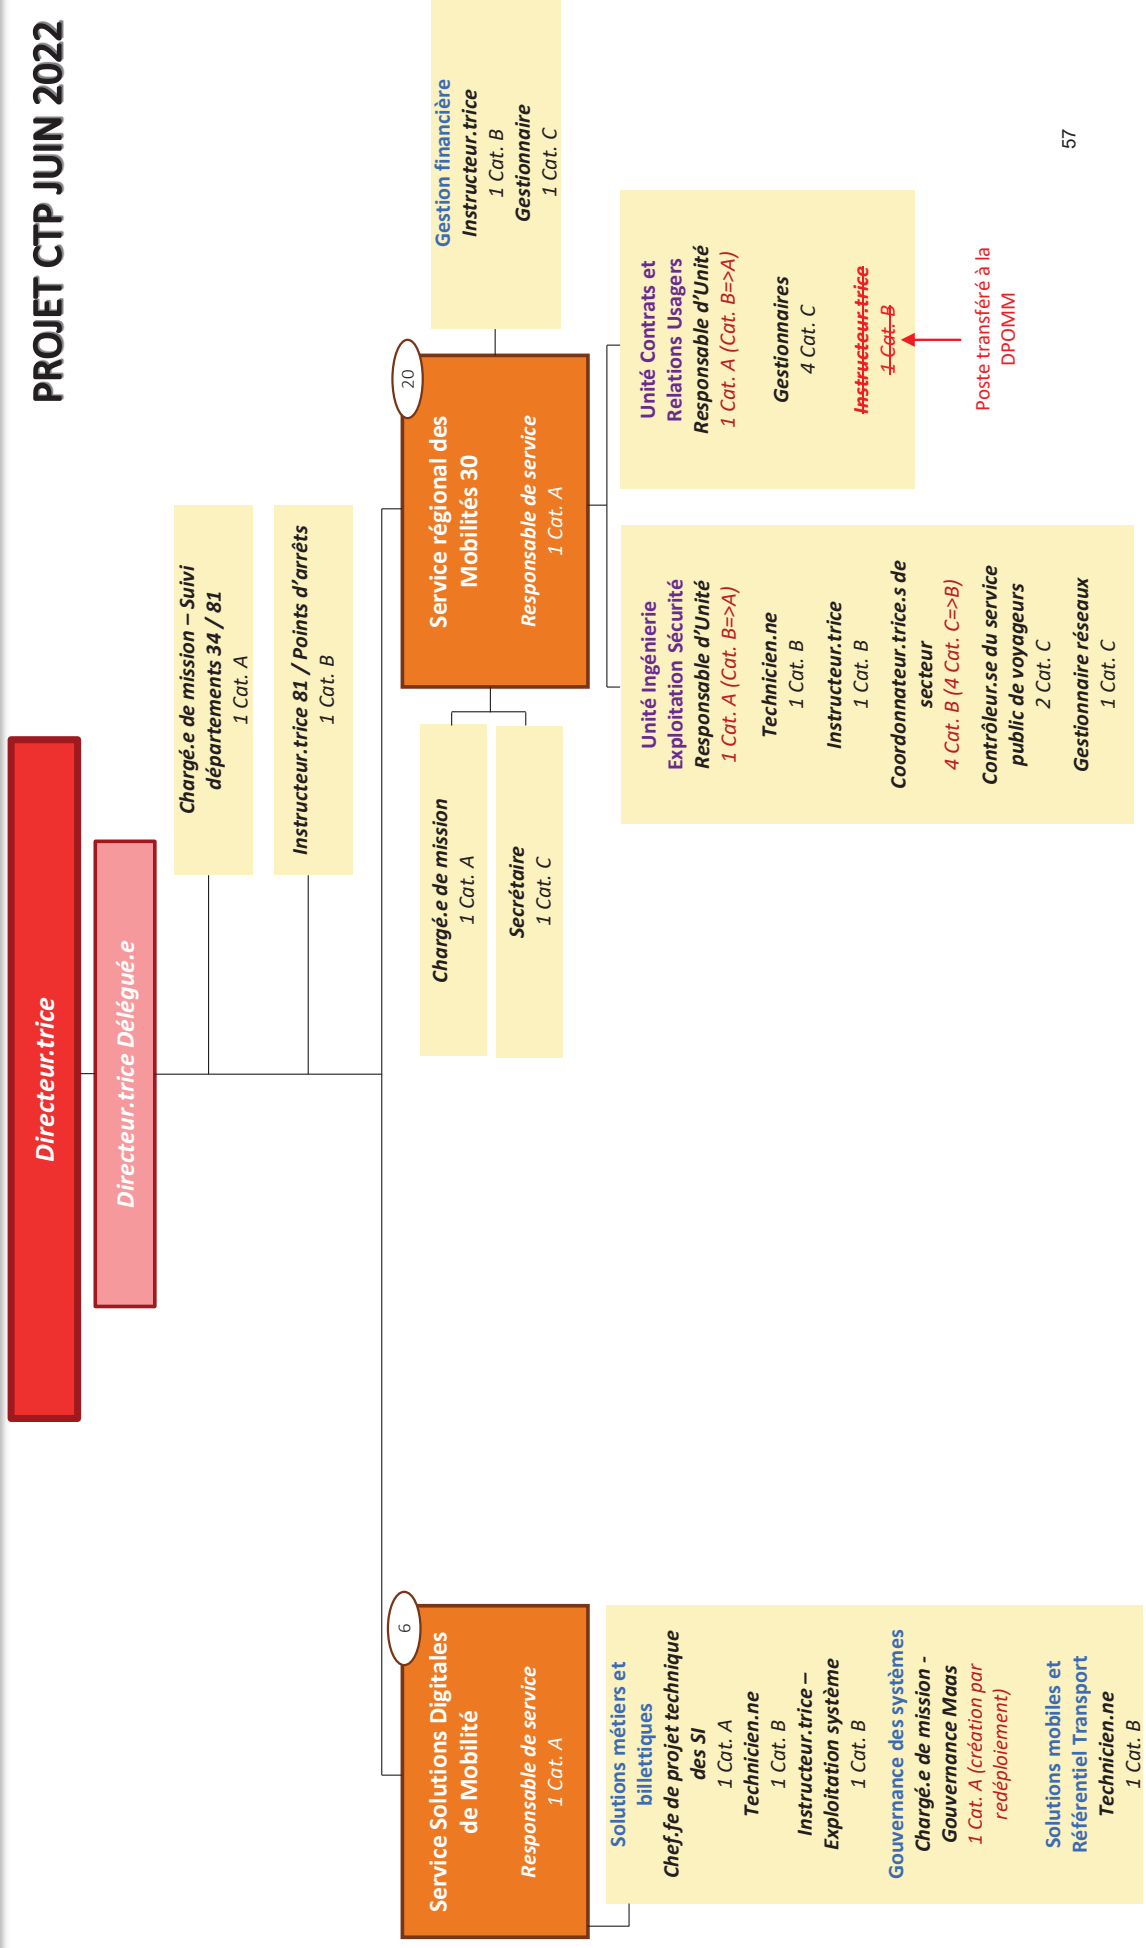 PROJET CTP JUIN 2022
Directeur.trice
Directeur.trice Délégué.e
Chargé.e de mission – Suivi
départements 34 / 81
1 Cat. A
Instructeur.trice 81 / Points d'arrêts
1 Cat. B
6
Service Solutions Digitales
de Mobilité
Responsable de service
1 Cat. A
Solutions métiers et
billettiques
Chef.fe de projet technique
des SI
1 Cat. A
Technicien.ne
1 Cat. B
Instructeur.trice –
Exploitation système
1 Cat. B
Gouvernance des systèmes
Chargé.e de mission -
Gouvernance Maas
1 Cat. A (création par
redéploiement)
Solutions mobiles et
Référentiel Transport
Technicien.ne
1 Cat. B
20
Service régional des
Mobilités 30
Responsable de service
1 Cat. A
Chargé.e de mission
1 Cat. A
Secrétaire
1 Cat. C
Gestion financière
Instructeur.trice
1 Cat. B
Gestionnaire
1 Cat. C
Unité Ingénierie
Exploitation Sécurité
Responsable d'Unité
1 Cat. A (Cat. B=>A)
Technicien.ne
1 Cat. B
Instructeur.trice
1 Cat. B
Coordonnateur.trice.s de
secteur
4 Cat. B (4 Cat. C=>B)
Contrôleur.se du service
public de voyageurs
2 Cat. C
Gestionnaire réseaux
1 Cat. C
Unité Contrats et
Relations Usagers
Responsable d'Unité
1 Cat. A (Cat. B=>A)
Gestionnaires
4 Cat. C
Instructeur.trice
1 Cat. B
Poste transféré à la
DPOMM
57